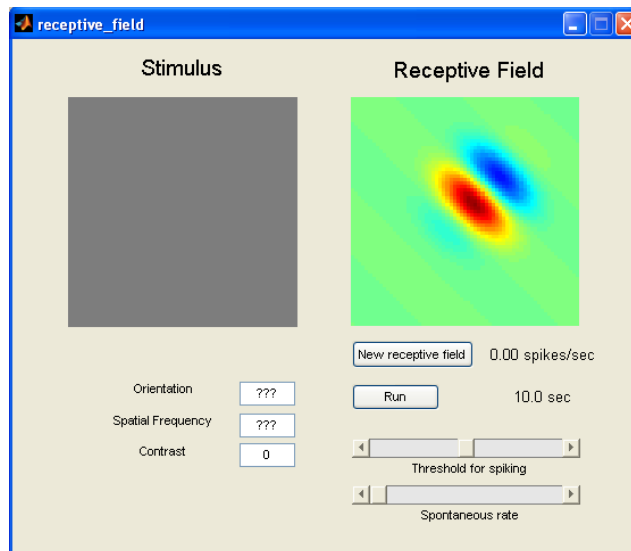 receptive_field
Stimulus
Receptive Field
New receptive field
0.00 spikes/sec
Run
10.0 sec
Orientation
???
Spatial Frequency
???
Contrast
0
Threshold for spiking
Spontaneous rate